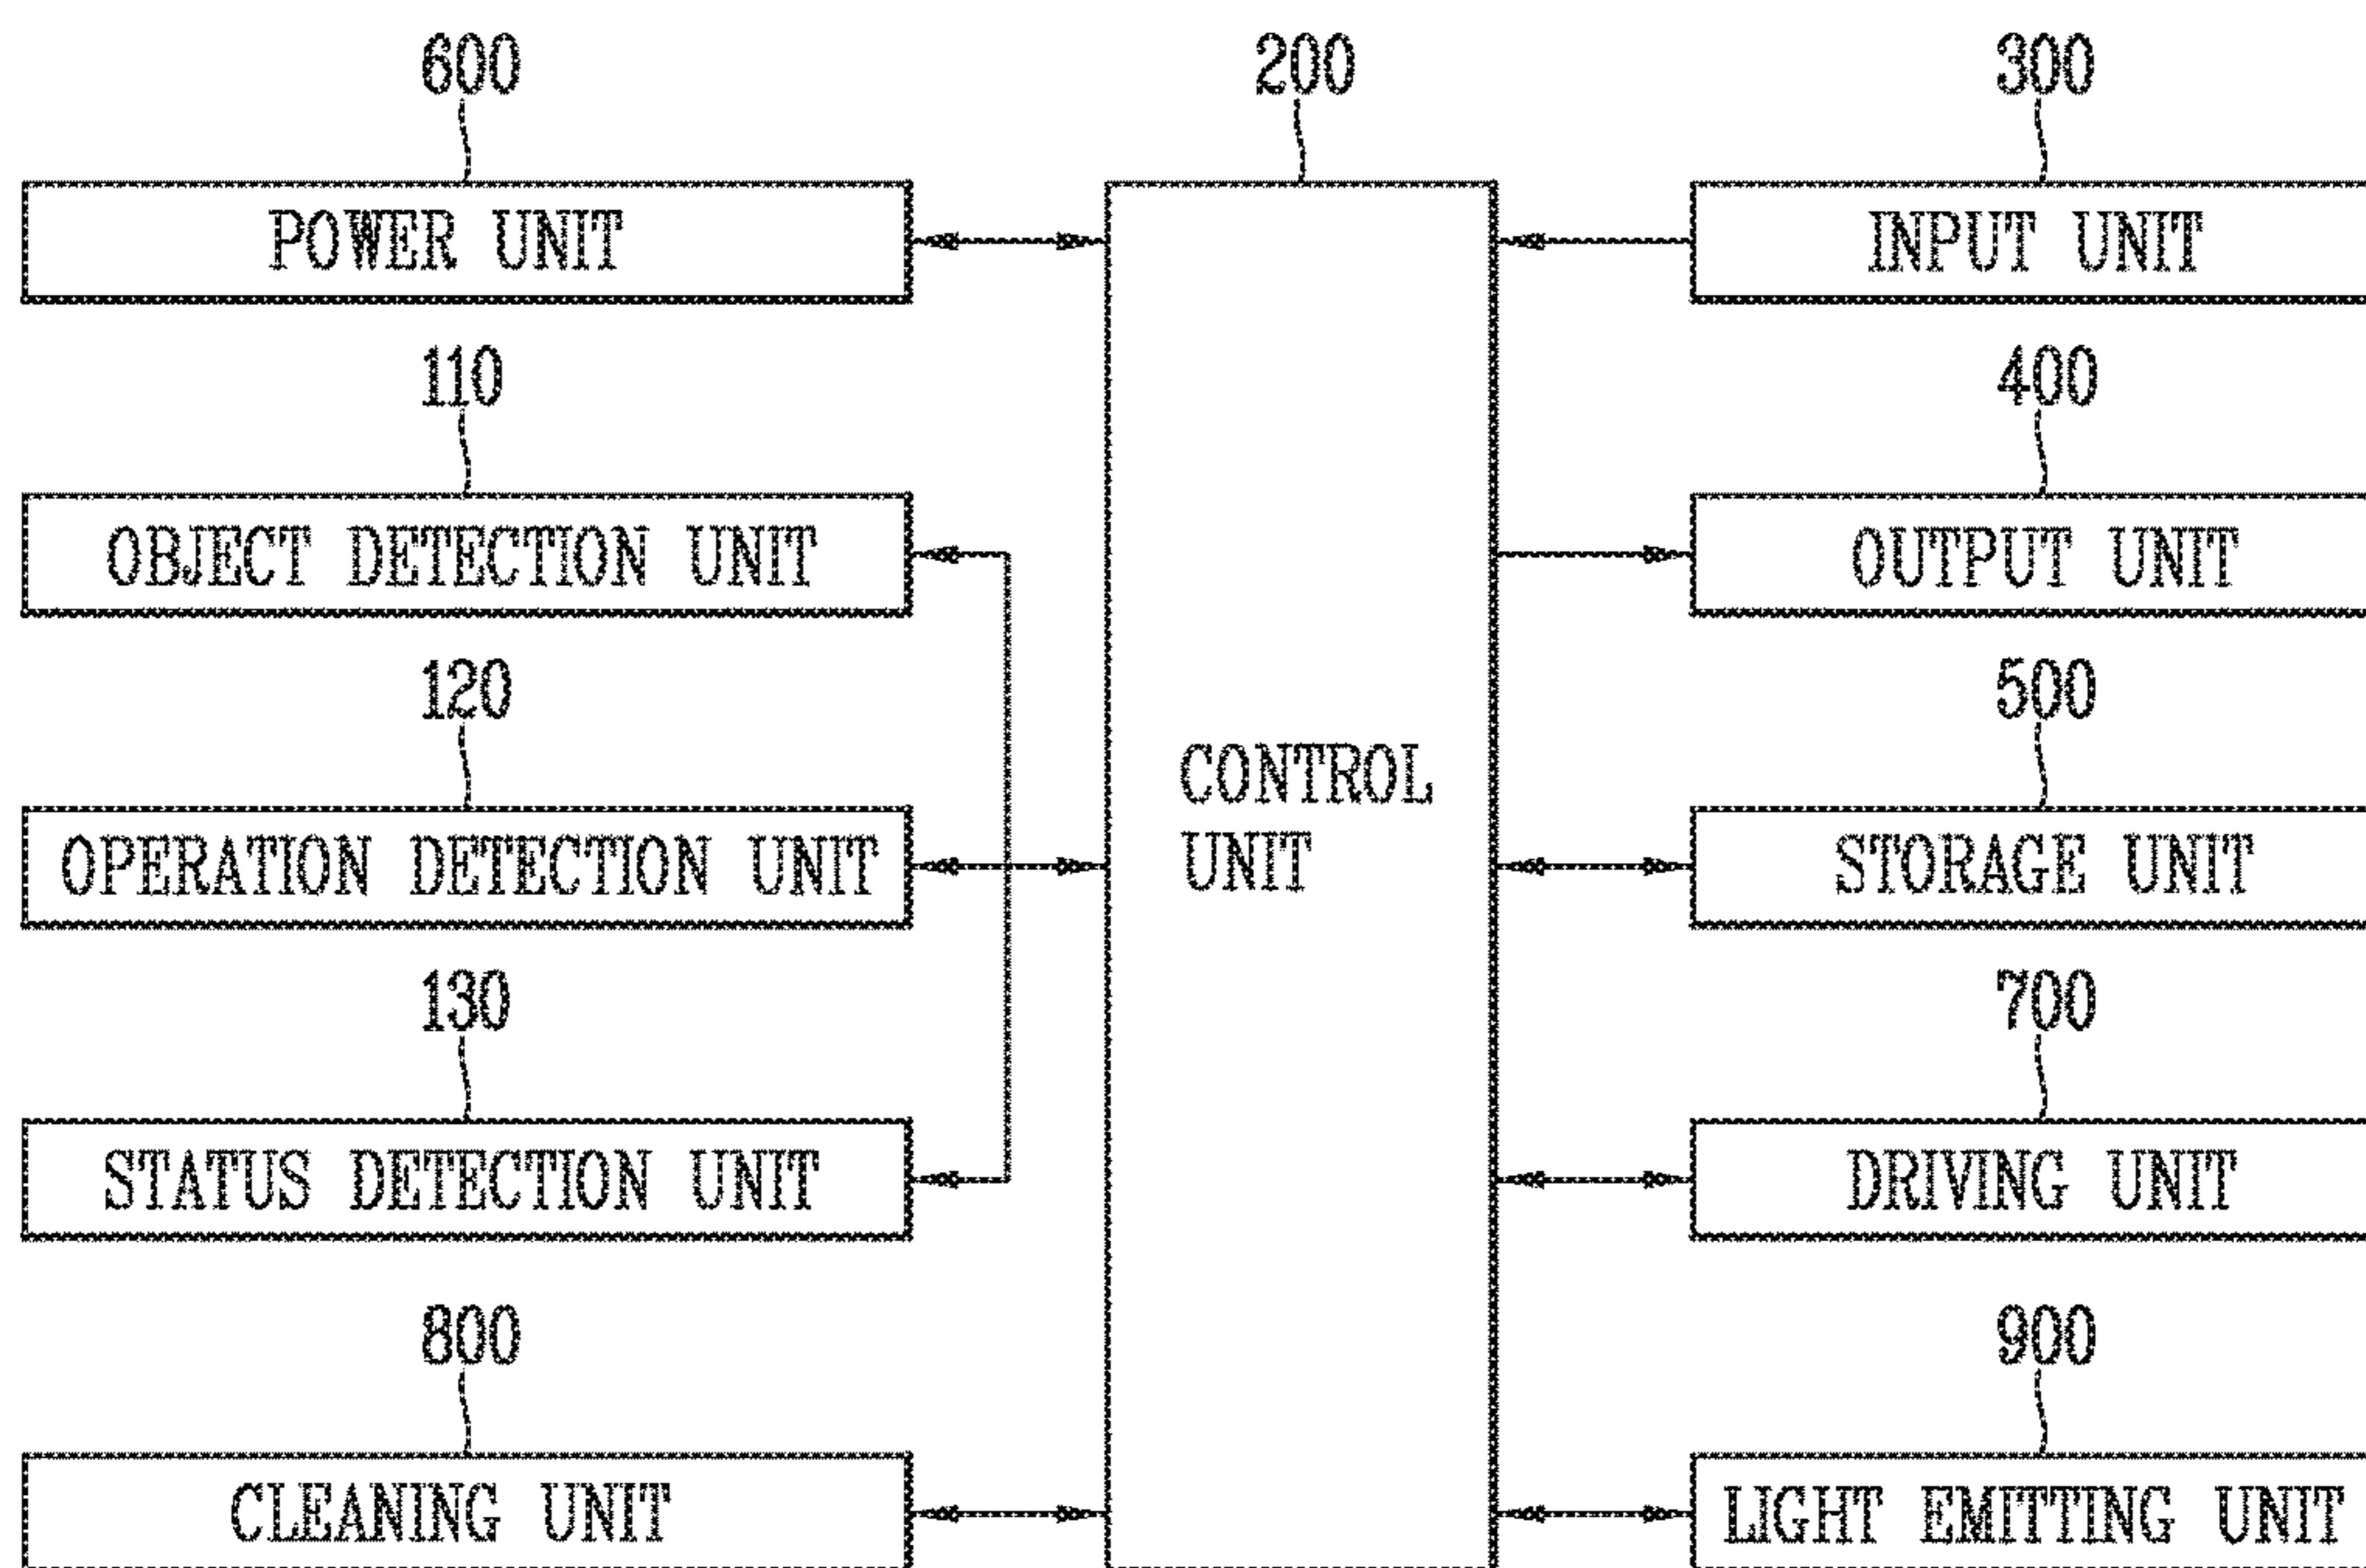 600
200
300
POWER UNIT
INPUT UNIT
110
400
OBJECT DETECTION UNIT
OUTPUT UNIT
120
500
CONTROL
UNIT
OPERATION DETECTION UNIT
STORAGE UNIT
130
700
STATUS DETECTION UNIT
DRIVING UNIT
800
900
CLEANING UNIT
LIGHT EMITTING UNIT